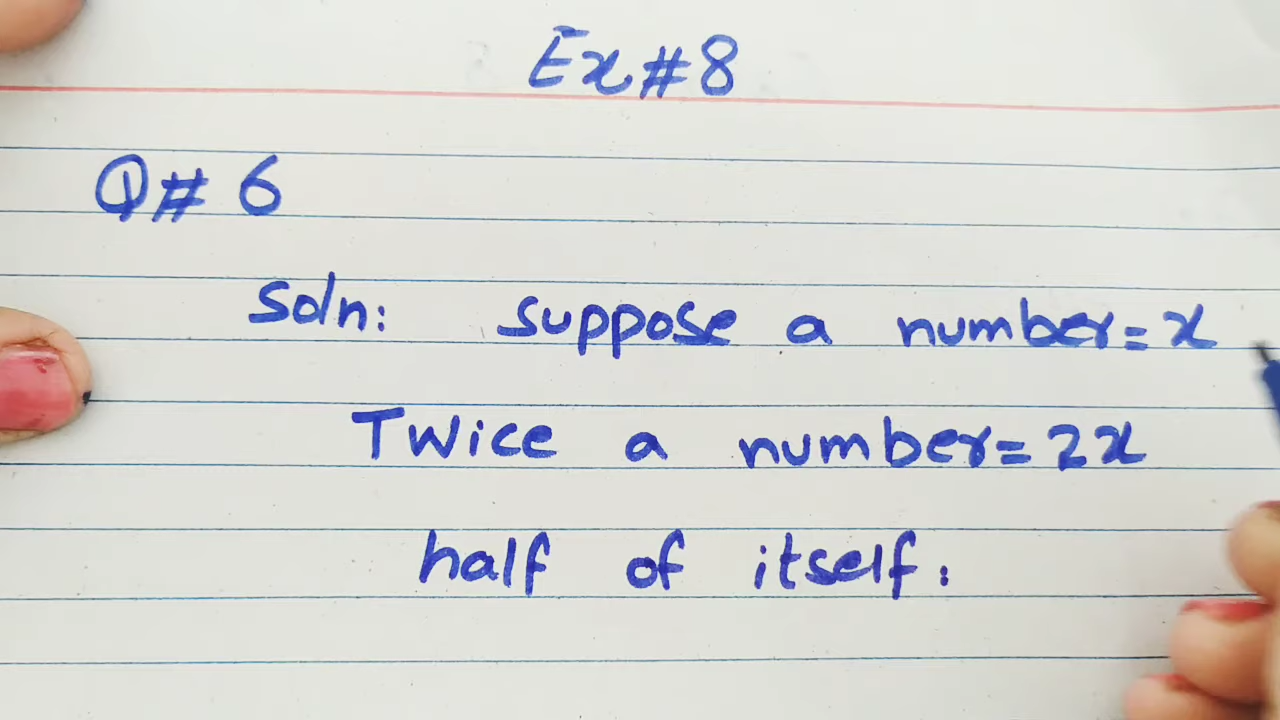 Ex#8
Q# 6
Soln: suppose a number=x
Twice a number=2x
half of itself: